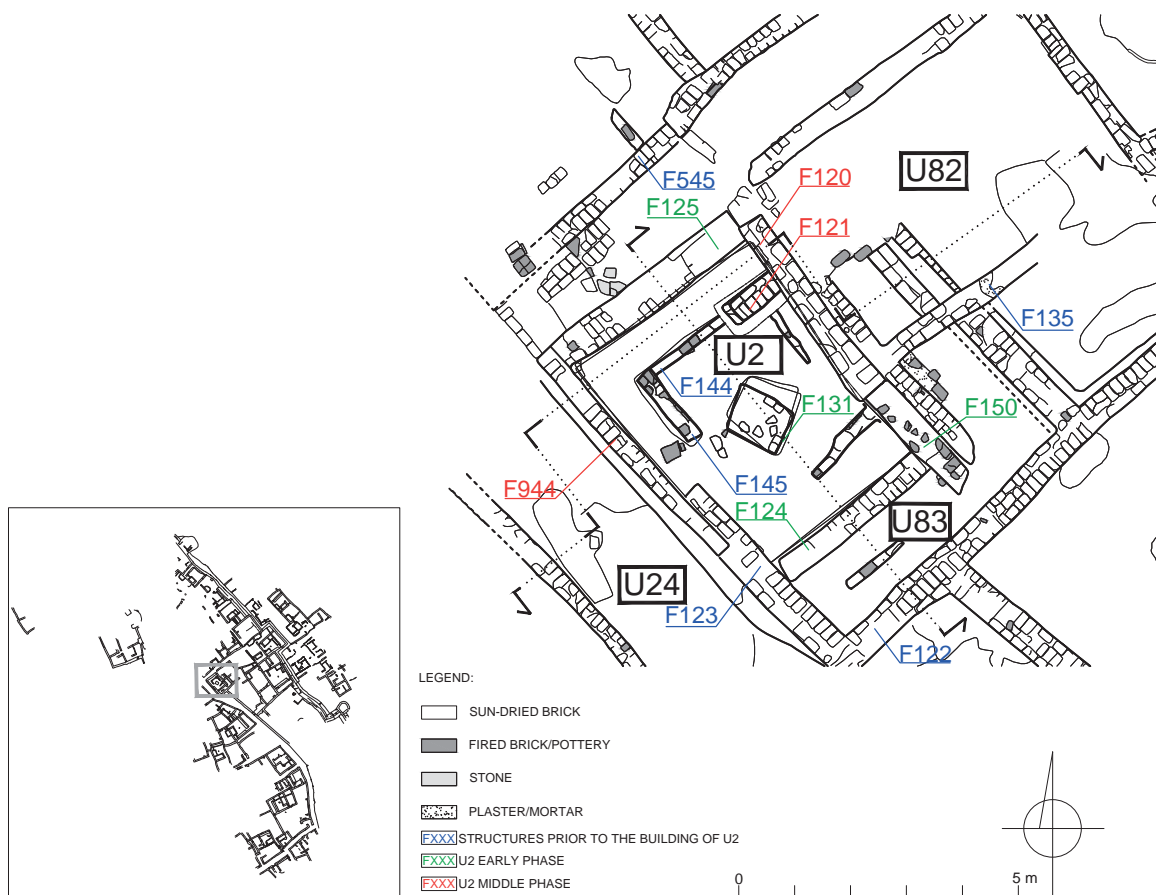 U82
F120
F545
F125
F121
F135
U2
F144
F131
F150
F944
F145
F124
U83
U24
F123
F122
LEGEND:
SUN-DRIED BRICK
FIRED BRICK/POTTERY
STONE
PLASTER/MORTAR
FXXX STRUCTURES PRIOR TO THE BUILDING OF U2
FXXX U2 EARLY PHASE
FXXX U2 MIDDLE PHASE
0 5 m